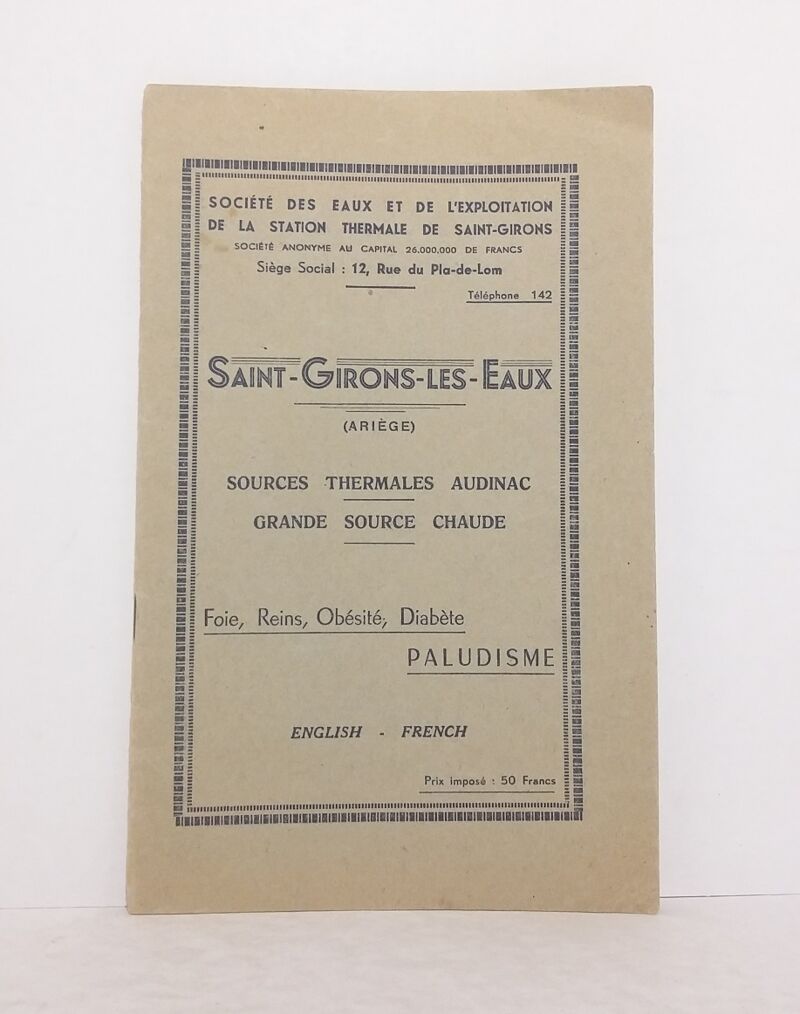 SOCIÉTÉ DES EAUX ET DE L'EXPLOITATION
DE LA STATION THERMALE DE SAINT-GIRONS
SOCIÉTÉ ANONYME AU CAPITAL 26.000.000 DE FRANCS
Siège Social : 12, Rue du Pla-de-Lom
Téléphone 142
SAINT-GIRONS-LES-EAUX
(ARIÈGE)
SOURCES THERMALES AUDINAC
GRANDE SOURCE CHAUDE
Foie, Reins, Obésité, Diabète
PALUDISME
ENGLISH - FRENCH
Prix imposé : 50 Francs